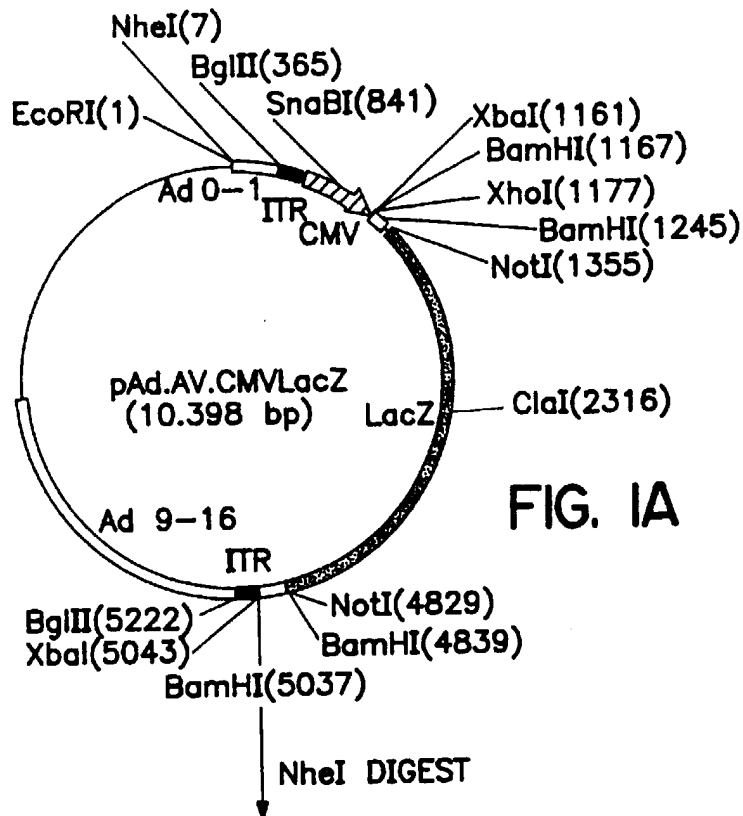 NheI(7)
BglII(365)
SnaBI(841)
EcoRI(1)
XbaI(1161)
BamHI(1167)
XhoI(1177)
BamHI(1245)
NotI(1355)
Ad 0-1
ITR
CMV
pAd.AV.CMVLacZ
(10.398 bp)
LacZ
ClaI(2316)
FIG. 1A
Ad 9-16
ITR
BglII(5222)
XbaI(5043)
BamHI(5037)
NotI(4829)
BamHI(4839)
NheI DIGEST